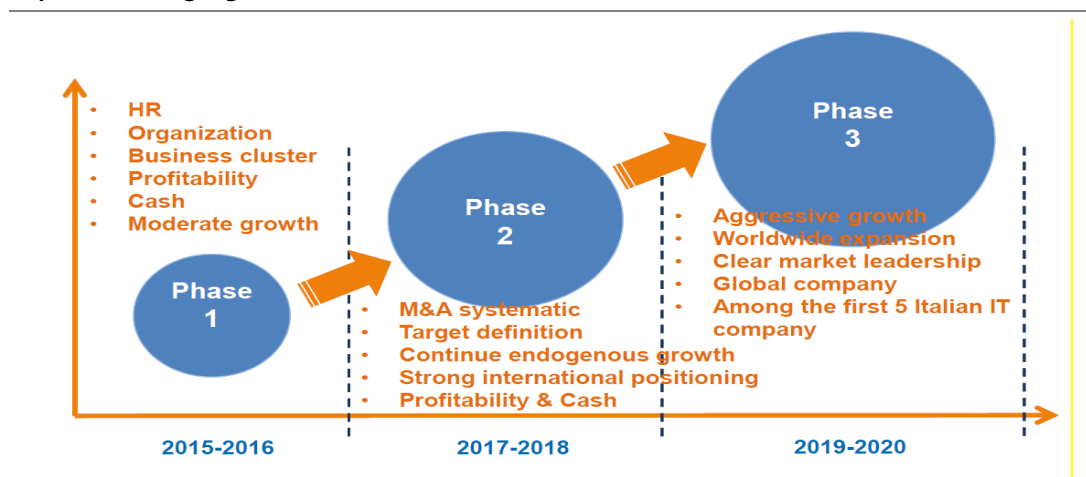 • HR
• Organization
• Business cluster
• Profitability
• Cash
• Moderate growth
Phase
1
2015-2016
Phase
2
• M&A systematic
• Target definition
• Continue endogenous growth
• Strong international positioning
• Profitability & Cash
2017-2018
Phase
3
• Aggressive growth
• Worldwide expansion
• Clear market leadership
• Global company
• Among the first 5 Italian IT
company
2019-2020